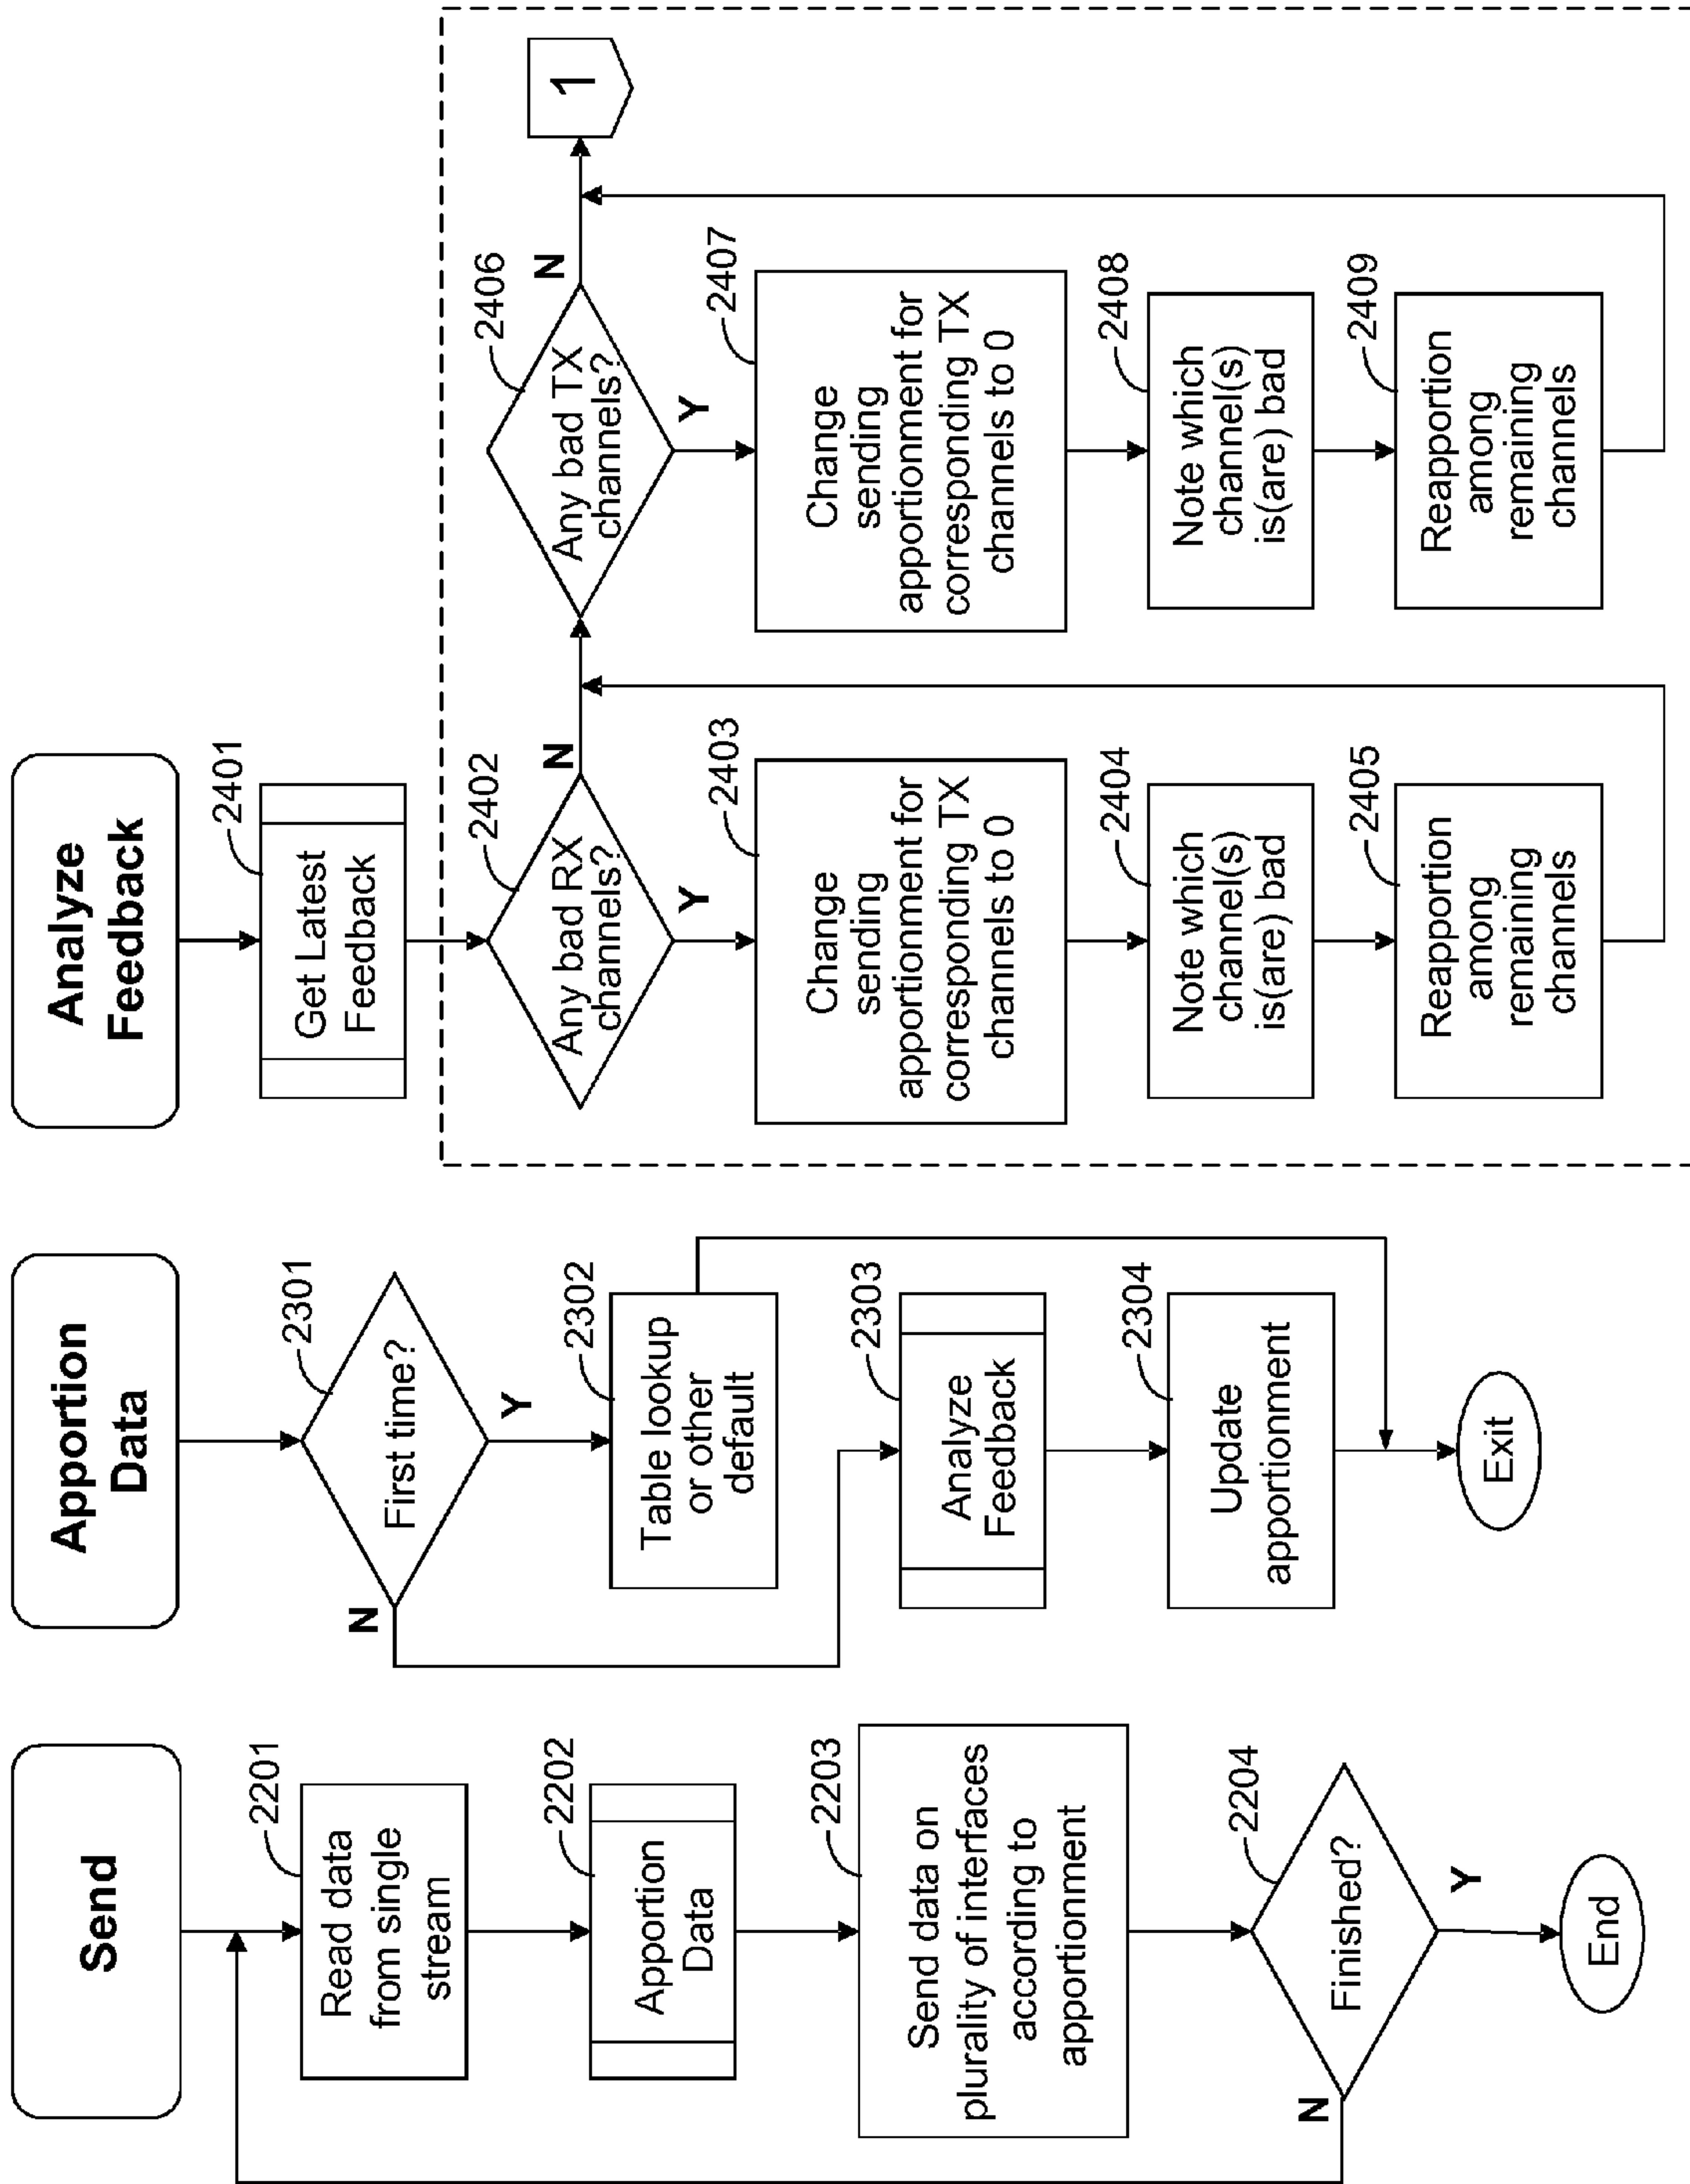 Send
2201
Read data
from single
stream
2202
Apportion
Data
2203
Send data on
plurality of interfaces
according to
apportionment
2204
Finished?
N
Y
End
Apportion
Data
2301
First time?
N
Y
2302
Table lookup
or other
default
2303
Analyze
Feedback
2304
Update
apportionment
Exit
Analyze
Feedback
2401
Get Latest
Feedback
2402
Any bad RX
channels?
N
Y
2403
Change
sending
apportionment for
corresponding TX
channels to 0
2404
Note which
channel(s)
is(are) bad
2405
Reapportion
among
remaining
channels
2406
Any bad TX
channels?
N
Y
2407
Change
sending
apportionment for
corresponding TX
channels to 0
2408
Note which
channel(s)
is(are) bad
2409
Reapportion
among
remaining
channels
1